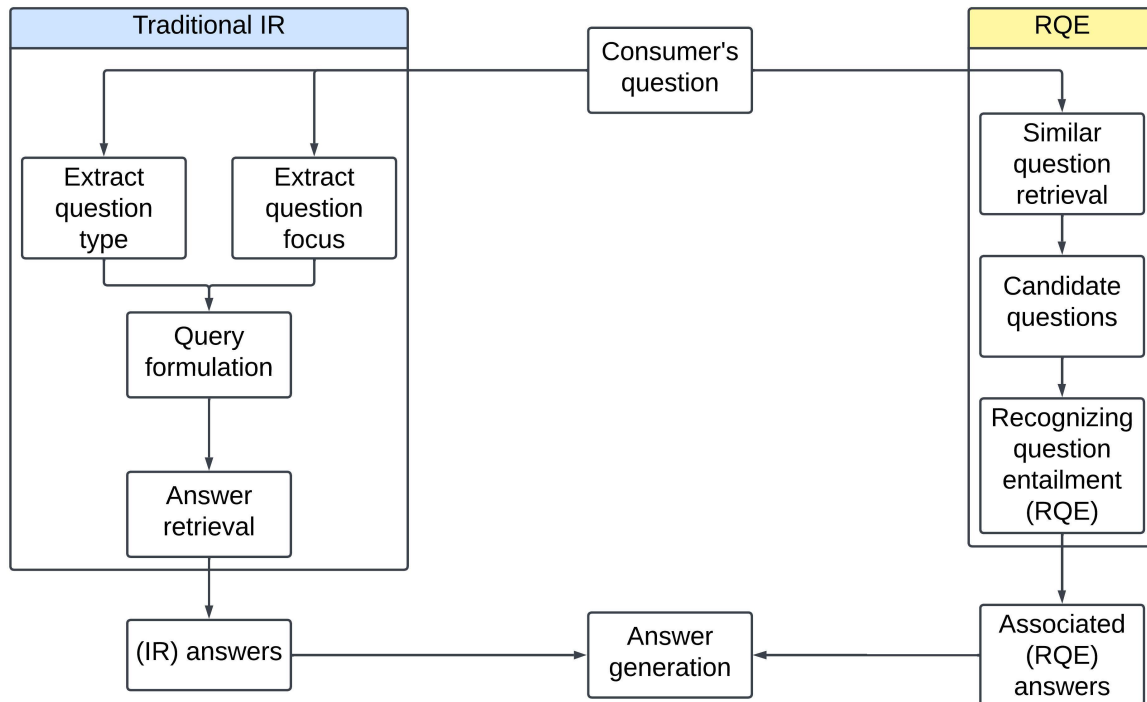 Traditional IR
Consumer's
question
RQE
Extract
question
type
Extract
question
focus
Query
formulation
Answer
retrieval
(IR) answers
Similar
question
retrieval
Candidate
questions
Recognizing
question
entailment
(RQE)
Associated
(RQE)
answers
Answer
generation